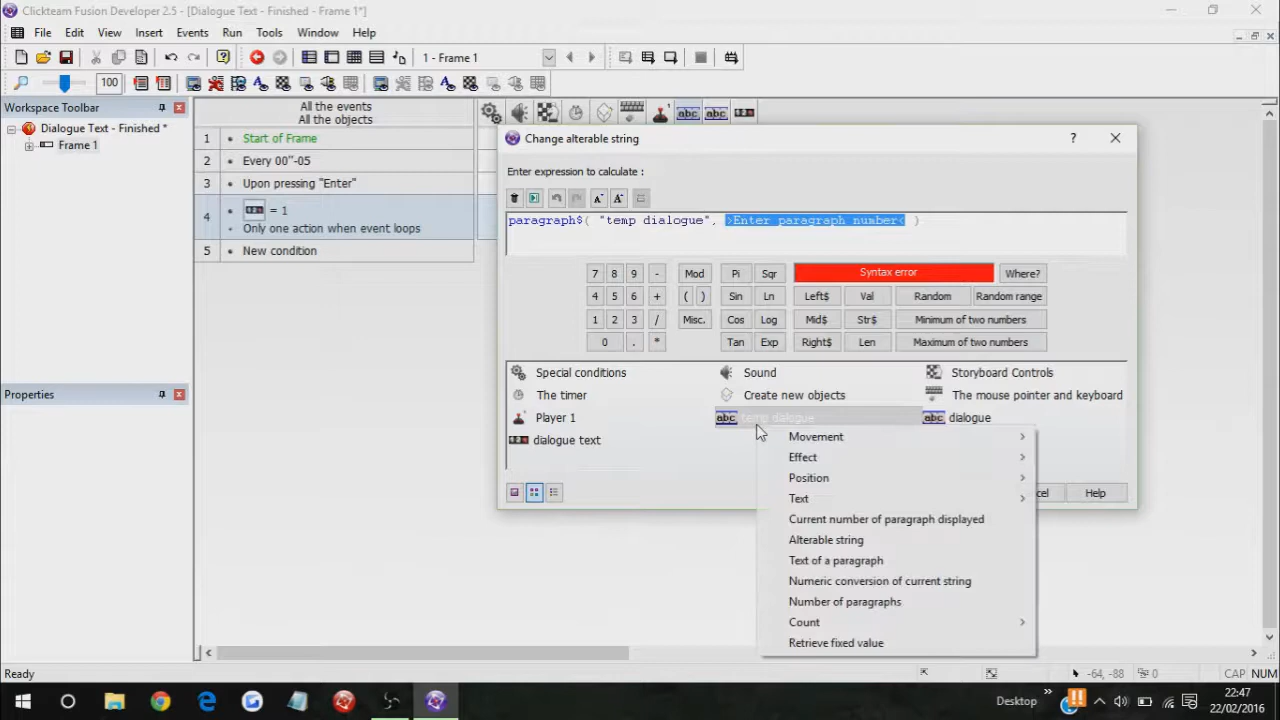 Clickteam Fusion Developer 2.5 - [Dialogue Text - Finished - Frame 1*]
File Edit View Insert Events Run Tools Window Help
1 - Frame 1
100
Workspace Toolbar
Dialogue Text - Finished *
Frame 1
Properties
All the events
All the objects
1 • Start of Frame
2 • Every 00"-05
3 • Upon pressing "Enter"
4 • = 1
• Only one action when event loops
5 • New condition
Change alterable string
Enter expression to calculate :
paragraph$( "temp dialogue", >Enter paragraph number< )
7 8 9 - Mod Pi Sqr Syntax error Where?
4 5 6 + ( ) Sin Ln Left$ Val Random Random range
1 2 3 / Misc. Cos Log Mid$ Str$ Minimum of two numbers
0 . * Tan Exp Right$ Len Maximum of two numbers
Special conditions Sound Storyboard Controls
The timer Create new objects The mouse pointer and keyboard
Player 1 temp dialogue dialogue
dialogue text
Movement
Effect
Position
Text
Current number of paragraph displayed
Alterable string
Text of a paragraph
Numeric conversion of current string
Number of paragraphs
Count
Retrieve fixed value
cel Help
Ready
-64, -88 0 CAP NUM
Desktop
22:47
22/02/2016